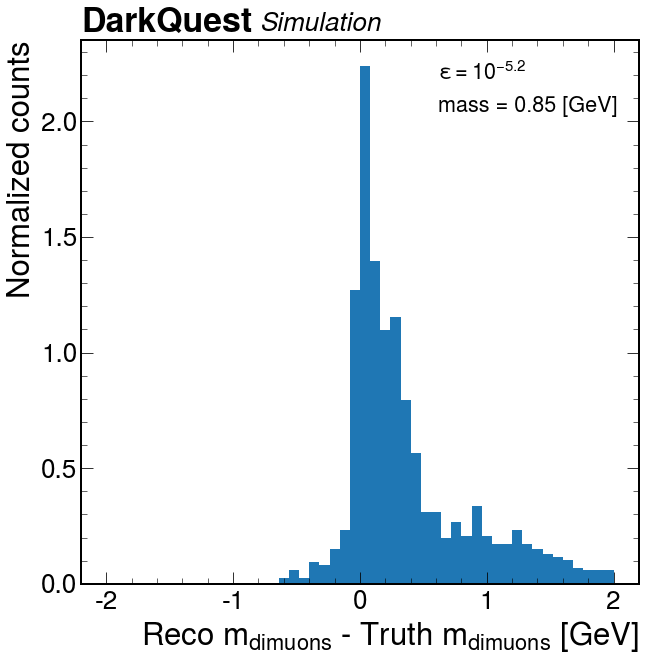 DarkQuest Simulation
ε = 10^−5.2
mass = 0.85 [GeV]
Normalized counts
2.0
1.5
1.0
0.5
0.0
-2 -1 0 1 2
Reco m_dimuons - Truth m_dimuons [GeV]